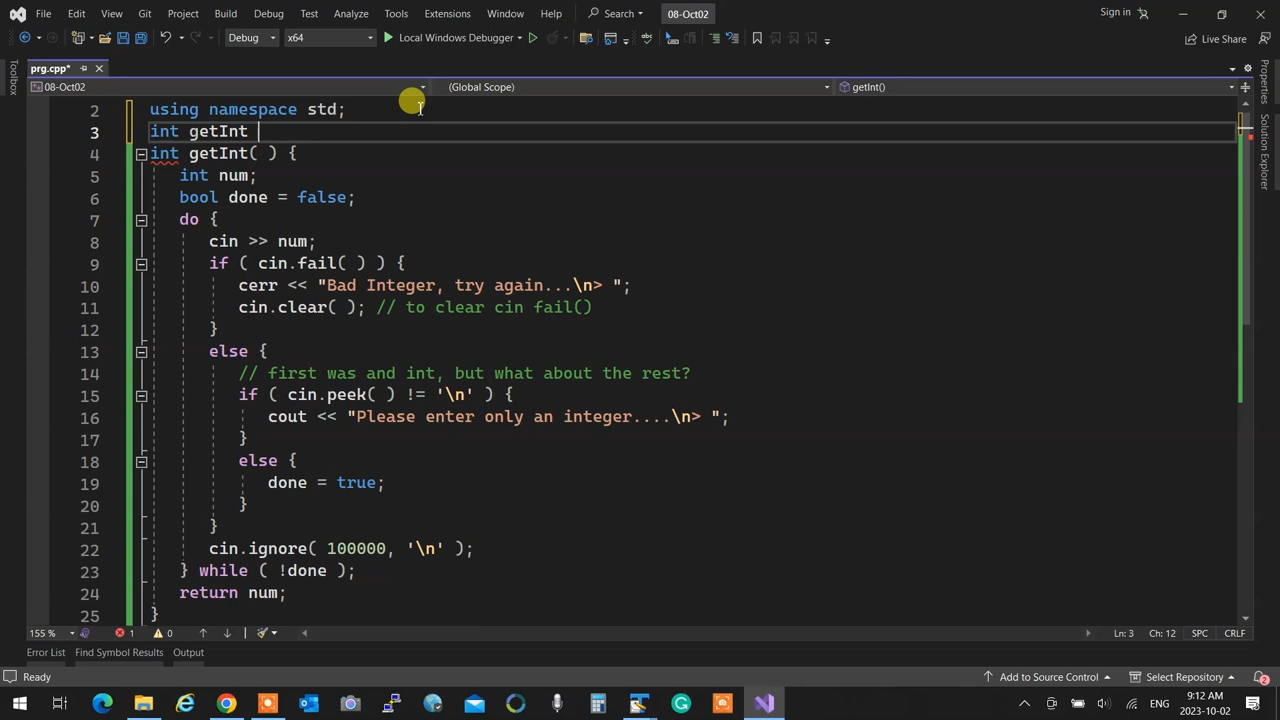 File Edit View Git Project Build Debug Test Analyze Tools Extensions Window Help Search 08-Oct02 Sign in
Debug x64 Local Windows Debugger Live Share
Toolbox
prg.cpp*
08-Oct02 (Global Scope) getInt()
2 using namespace std;
3 int getInt
4 int getInt( ) {
5 int num;
6 bool done = false;
7 do {
8 cin >> num;
9 if ( cin.fail( ) ) {
10 cerr << "Bad Integer, try again...\n> ";
11 cin.clear( ); // to clear cin fail()
12 }
13 else {
14 // first was and int, but what about the rest?
15 if ( cin.peek( ) != '\n' ) {
16 cout << "Please enter only an integer....\n> ";
17 }
18 else {
19 done = true;
20 }
21 }
22 cin.ignore( 100000, '\n' );
23 } while ( !done );
24 return num;
25 }
Properties
Solution Explorer
155 % 1 0 Ln: 3 Ch: 12 SPC CRLF
Error List Find Symbol Results Output
Ready Add to Source Control Select Repository 2
ENG 9:12 AM
2023-10-02 2